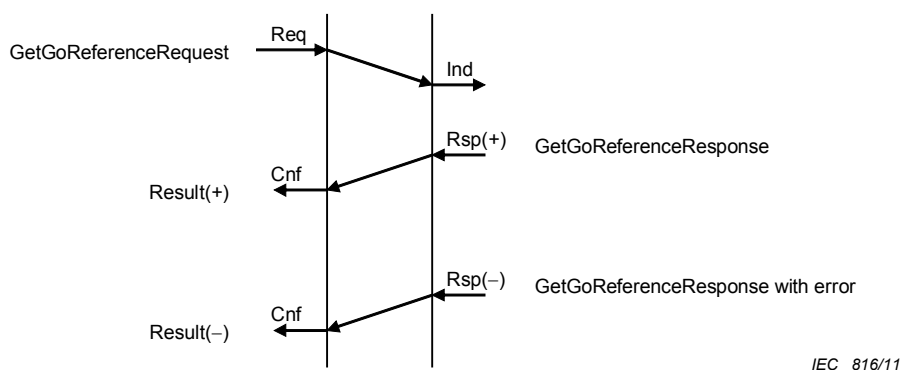 Req
GetGoReferenceRequest
Ind
Rsp(+)
GetGoReferenceResponse
Cnf
Result(+)
Rsp(−)
GetGoReferenceResponse with error
Cnf
Result(−)
IEC 816/11